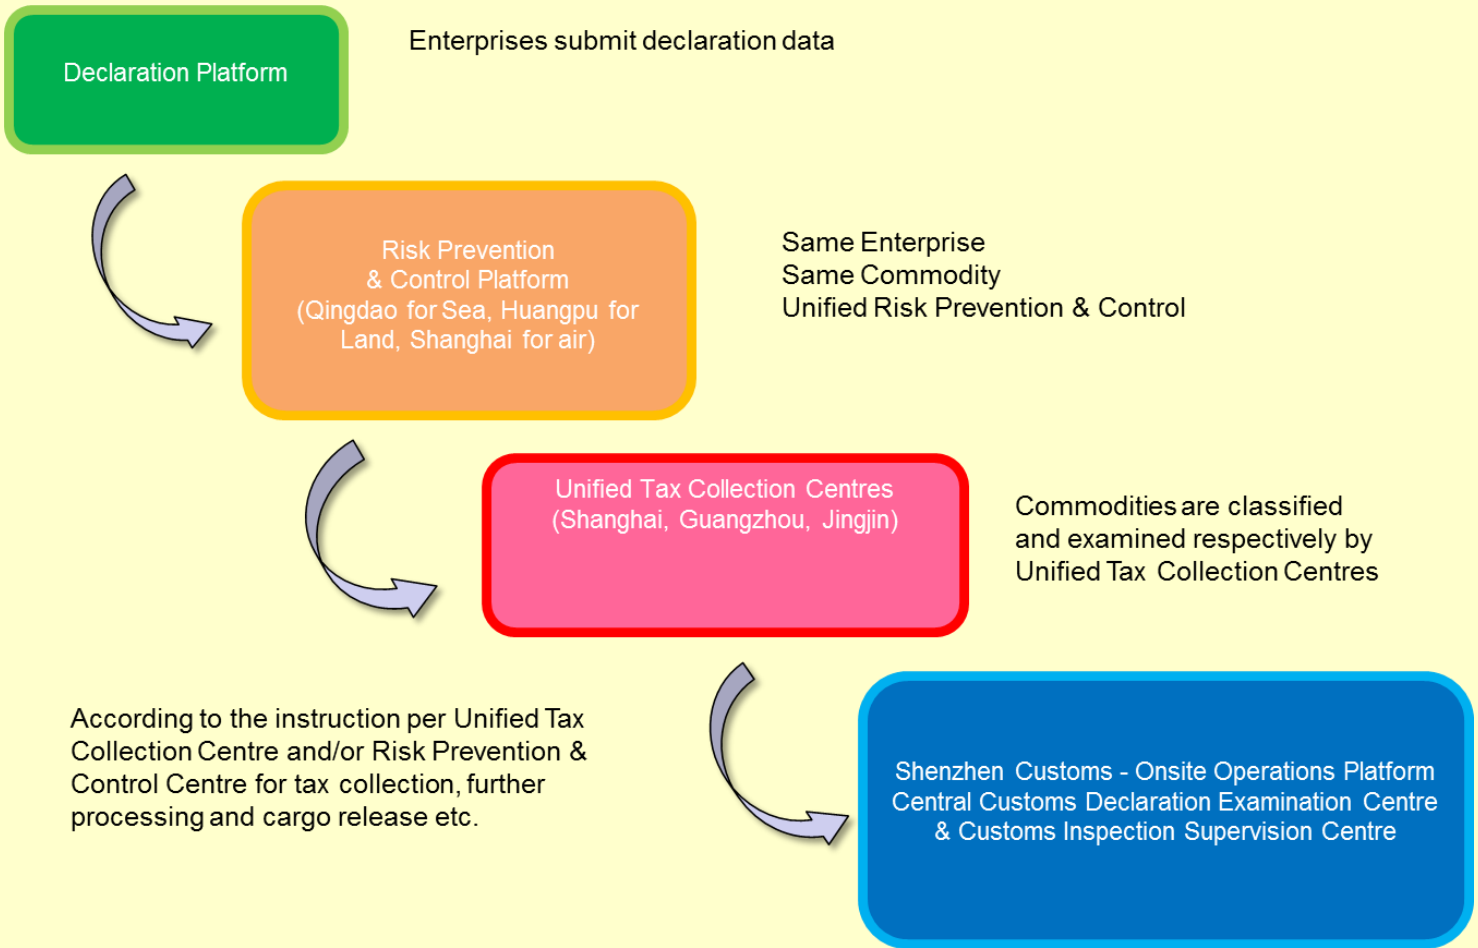 Declaration Platform
Enterprises submit declaration data
Risk Prevention
& Control Platform
(Qingdao for Sea, Huangpu for
Land, Shanghai for air)
Same Enterprise
Same Commodity
Unified Risk Prevention & Control
Unified Tax Collection Centres
(Shanghai, Guangzhou, Jingjin)
Commodities are classified
and examined respectively by
Unified Tax Collection Centres
According to the instruction per Unified Tax
Collection Centre and/or Risk Prevention &
Control Centre for tax collection, further
processing and cargo release etc.
Shenzhen Customs - Onsite Operations Platform
Central Customs Declaration Examination Centre
& Customs Inspection Supervision Centre